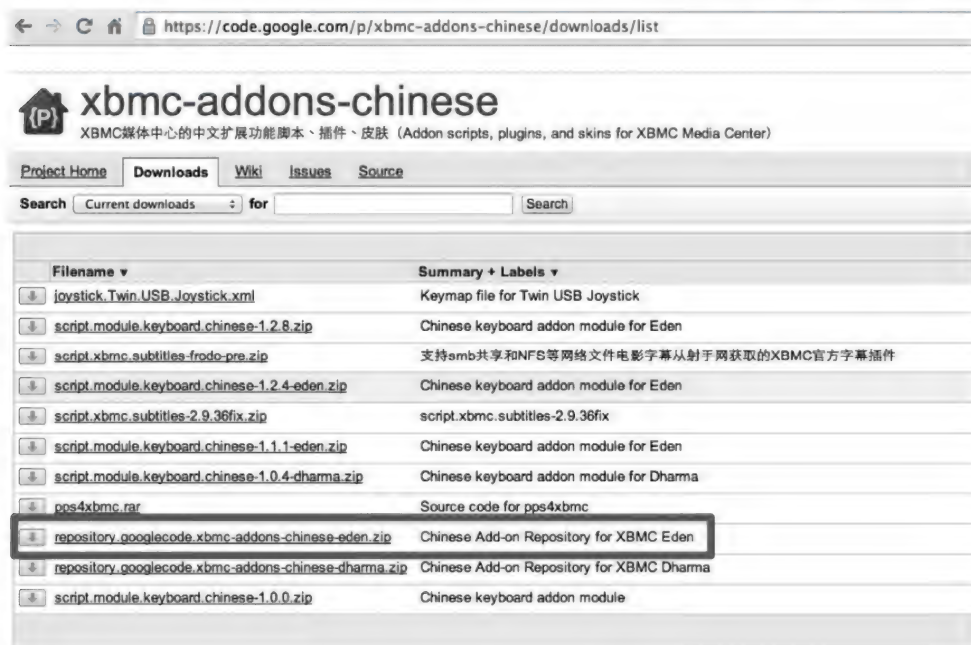 https://code.google.com/p/xbmc-addons-chinese/downloads/list
{P}
xbmc-addons-chinese
XBMC媒体中心的中文扩展功能脚本、插件、皮肤（Addon scripts, plugins, and skins for XBMC Media Center）
Project Home Downloads Wiki Issues Source
Search Current downloads for Search
Filename ▼ Summary + Labels ▼
joystick.Twin.USB.Joystick.xml Keymap file for Twin USB Joystick
script.module.keyboard.chinese-1.2.8.zip Chinese keyboard addon module for Eden
script.xbmc.subtitles-frodo-pre.zip 支持smb共享和NFS等网络文件电影字幕从射手网获取的XBMC官方字幕插件
script.module.keyboard.chinese-1.2.4-eden.zip Chinese keyboard addon module for Eden
script.xbmc.subtitles-2.9.36fix.zip script.xbmc.subtitles-2.9.36fix
script.module.keyboard.chinese-1.1.1-eden.zip Chinese keyboard addon module for Eden
script.module.keyboard.chinese-1.0.4-dharma.zip Chinese keyboard addon module for Dharma
pps4xbmc.rar Source code for pps4xbmc
repository.googlecode.xbmc-addons-chinese-eden.zip Chinese Add-on Repository for XBMC Eden
repository.googlecode.xbmc-addons-chinese-dharma.zip Chinese Add-on Repository for XBMC Dharma
script.module.keyboard.chinese-1.0.0.zip Chinese keyboard addon module